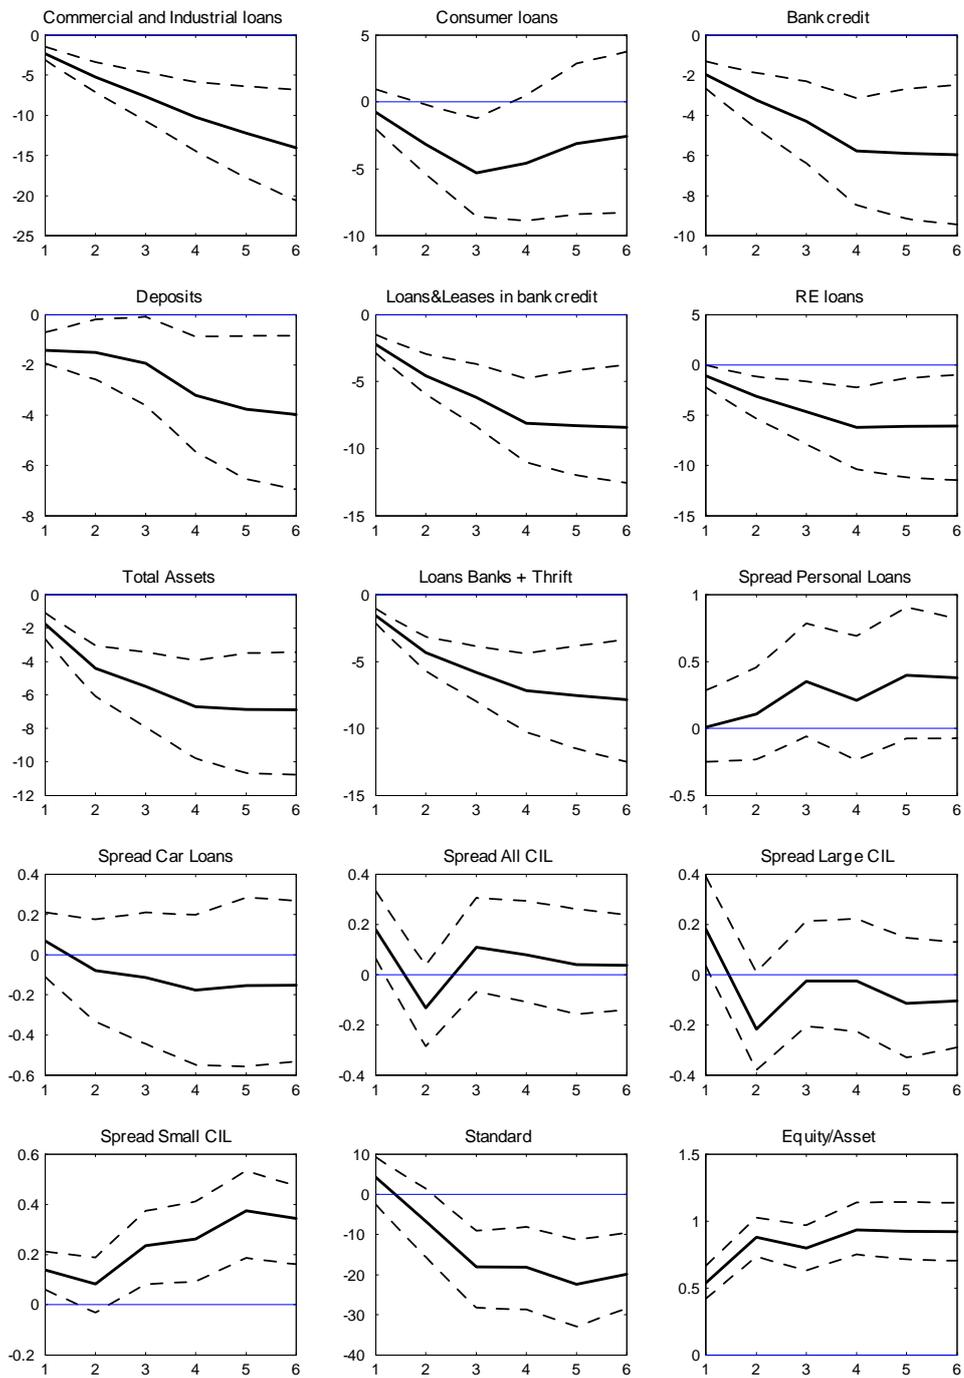 Commercial and Industrial loans
0
-5
-10
-15
-20
-25
1 2 3 4 5 6
Consumer loans
5
0
-5
-10
1 2 3 4 5 6
Bank credit
0
-2
-4
-6
-8
-10
1 2 3 4 5 6
Deposits
0
-2
-4
-6
-8
1 2 3 4 5 6
Loans&Leases in bank credit
0
-5
-10
-15
1 2 3 4 5 6
RE loans
5
0
-5
-10
-15
1 2 3 4 5 6
Total Assets
0
-2
-4
-6
-8
-10
-12
1 2 3 4 5 6
Loans Banks + Thrift
0
-5
-10
-15
1 2 3 4 5 6
Spread Personal Loans
1
0.5
0
-0.5
1 2 3 4 5 6
Spread Car Loans
0.4
0.2
0
-0.2
-0.4
-0.6
1 2 3 4 5 6
Spread All CIL
0.4
0.2
0
-0.2
-0.4
1 2 3 4 5 6
Spread Large CIL
0.4
0.2
0
-0.2
-0.4
1 2 3 4 5 6
Spread Small CIL
0.6
0.4
0.2
0
-0.2
1 2 3 4 5 6
Standard
10
0
-10
-20
-30
-40
1 2 3 4 5 6
Equity/Asset
1.5
1
0.5
0
1 2 3 4 5 6